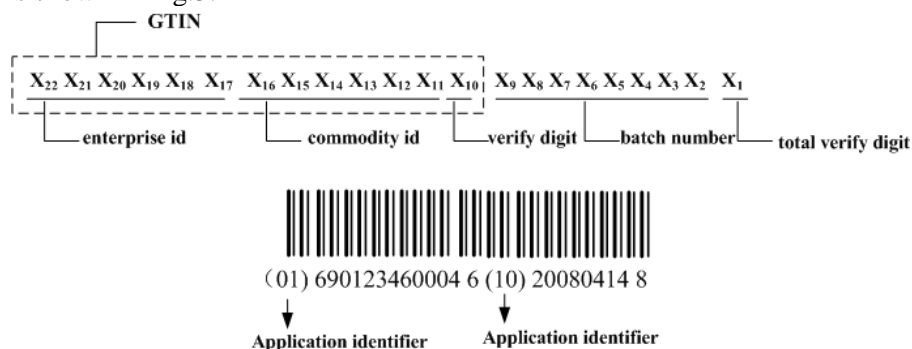 GTIN
X₂₂ X₂₁ X₂₀ X₁₉ X₁₈ X₁₇ X₁₆ X₁₅ X₁₄ X₁₃ X₁₂ X₁₁ X₁₀ X₉ X₈ X₇ X₆ X₅ X₄ X₃ X₂ X₁
enterprise id commodity id verify digit batch number total verify digit
(01) 690123460004 6 (10) 20080414 8
Application identifier Application identifier